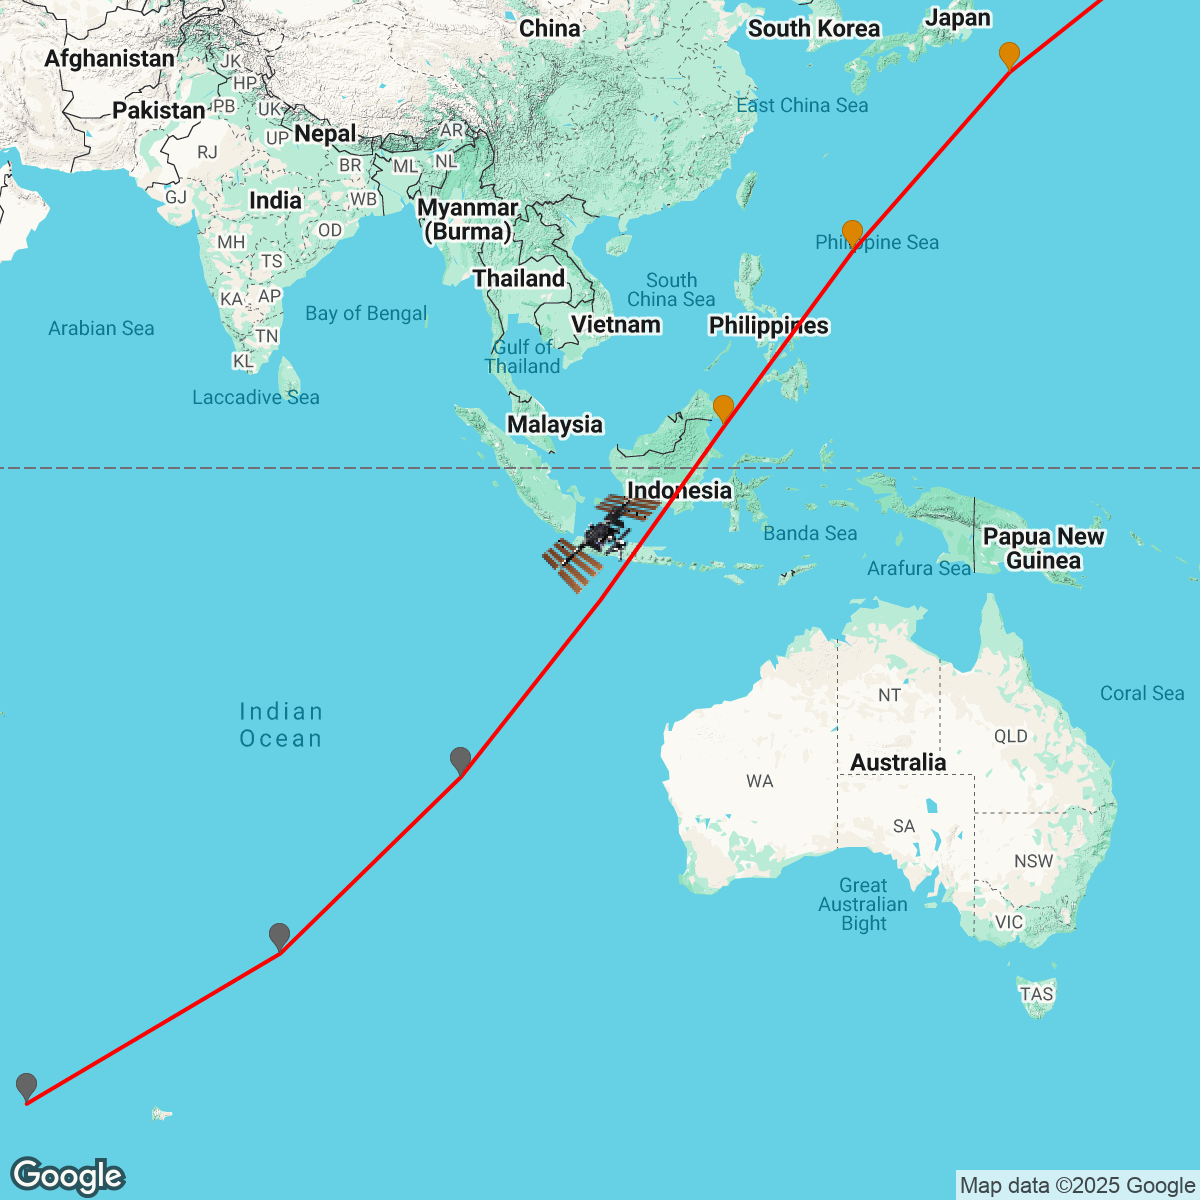 China
South Korea
Japan
Afghanistan
JK
HP
Pakistan
PB
UK
East China Sea
UP
Nepal
AR
RJ
BR
ML
NL
GJ
India
WB
Myanmar
(Burma)
OD
MH
Philippine Sea
TS
Thailand
South
China Sea
KA
AP
Bay of Bengal
Arabian Sea
Vietnam
Philippines
TN
Gulf of
Thailand
KL
Laccadive Sea
Malaysia
Indonesia
Banda Sea
Papua New
Guinea
Arafura Sea
NT
Coral Sea
Indian
Ocean
QLD
Australia
WA
SA
NSW
Great
Australian
Bight
VIC
TAS
Google
Map data ©2025 Google